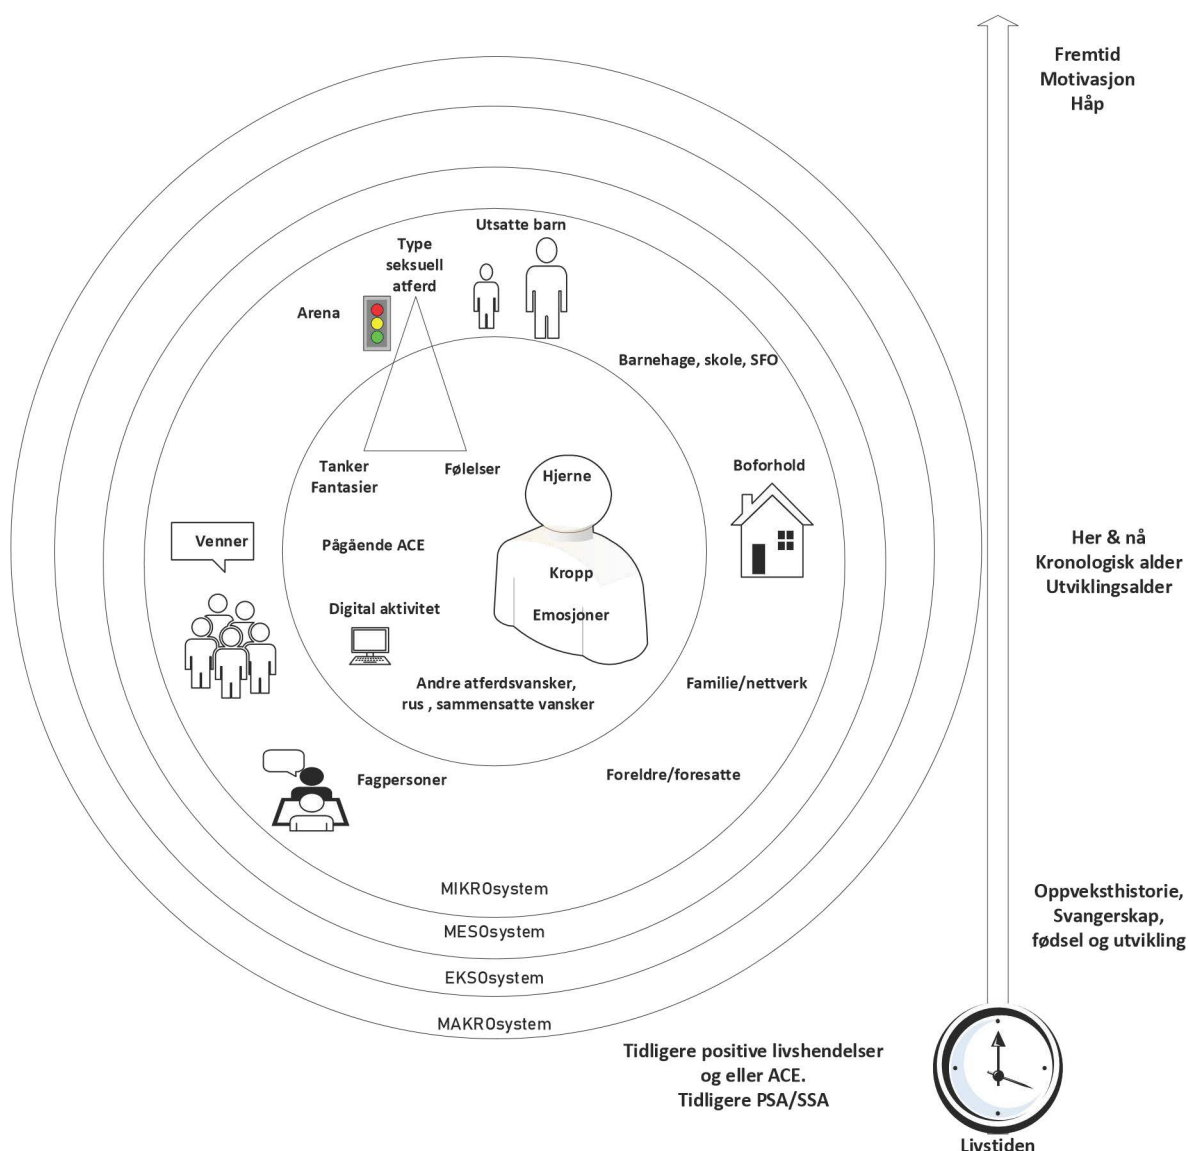 Fremtid
Motivasjon
Håp
Utsatte barn
Type
seksuell
atferd
Arena
Barnehage, skole, SFO
Tanker
Fantasier
Følelser
Hjerne
Boforhold
Venner
Pågående ACE
Kropp
Her & nå
Kronologisk alder
Utviklingsalder
Digital aktivitet
Emosjoner
Andre atferdsvansker,
rus , sammensatte vansker
Familie/nettverk
Fagpersoner
Foreldre/foresatte
MIKROsystem
MESOsystem
EKSOsystem
MAKROsystem
Oppveksthistorie,
Svangerskap,
fødsel og utvikling
Tidligere positive livshendelser
og eller ACE.
Tidligere PSA/SSA
Livstiden